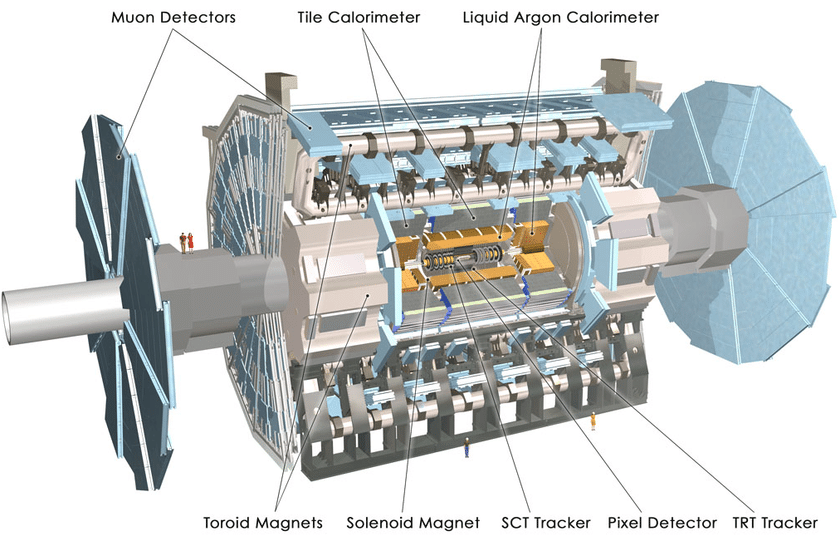 Muon Detectors
Tile Calorimeter
Liquid Argon Calorimeter
Toroid Magnets
Solenoid Magnet
SCT Tracker
Pixel Detector
TRT Tracker